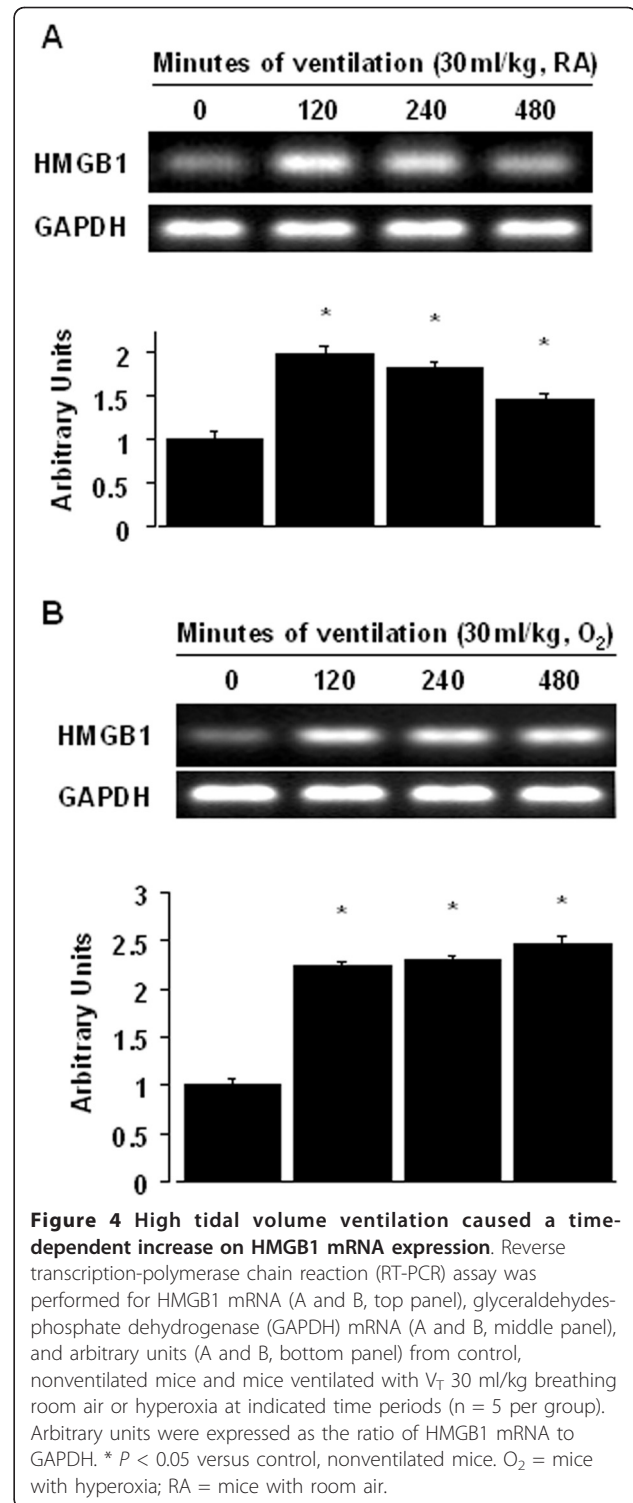 A
Minutes of ventilation (30 ml/kg, RA)
0 120 240 480
HMGB1
GAPDH
Arbitrary Units
2
1.5
1
0.5
0
* * *
B
Minutes of ventilation (30 ml/kg, O₂)
0 120 240 480
HMGB1
GAPDH
Arbitrary Units
3
2.5
2
1.5
1
0.5
0
* * *
Figure 4 High tidal volume ventilation caused a time-
dependent increase on HMGB1 mRNA expression. Reverse
transcription-polymerase chain reaction (RT-PCR) assay was
performed for HMGB1 mRNA (A and B, top panel), glyceraldehydes-
phosphate dehydrogenase (GAPDH) mRNA (A and B, middle panel),
and arbitrary units (A and B, bottom panel) from control,
nonventilated mice and mice ventilated with V_T 30 ml/kg breathing
room air or hyperoxia at indicated time periods (n = 5 per group).
Arbitrary units were expressed as the ratio of HMGB1 mRNA to
GAPDH. * P < 0.05 versus control, nonventilated mice. O₂ = mice
with hyperoxia; RA = mice with room air.